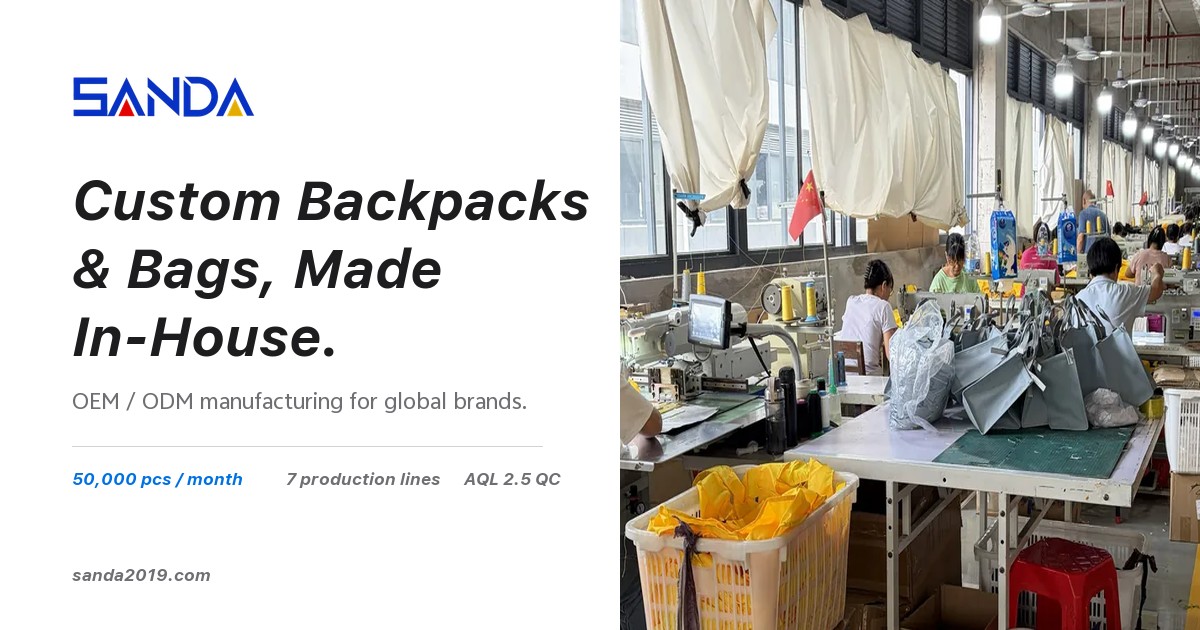 SANDA
Custom Backpacks
& Bags, Made
In-House.
OEM / ODM manufacturing for global brands.
50,000 pcs / month 7 production lines AQL 2.5 QC
sanda2019.com